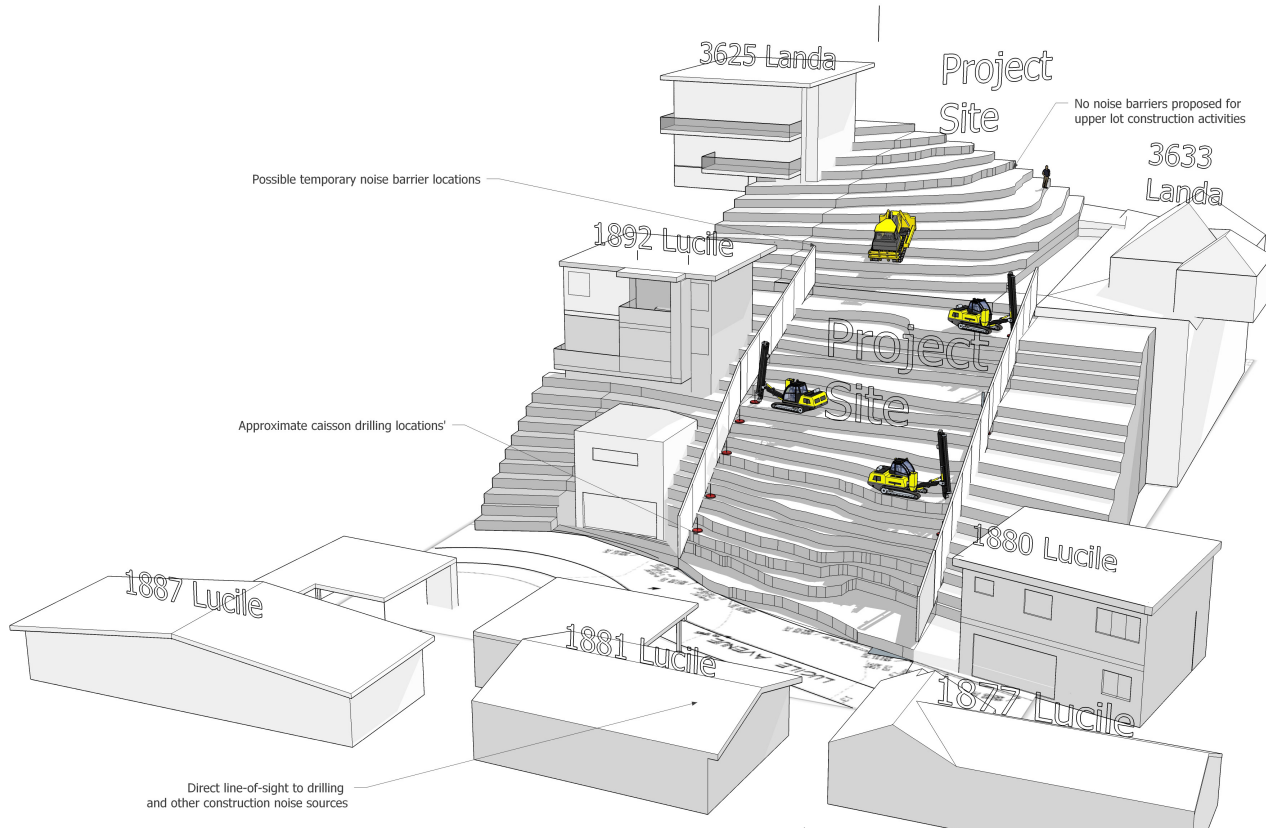 3625 Landa
Project
Site
No noise barriers proposed for
upper lot construction activities
3633
Landa
Possible temporary noise barrier locations
1892 Lucile
Project
Site
Approximate caisson drilling locations'
1880 Lucile
1887 Lucile
1881 Lucile
LUCILE AVENUE
1877 Lucile
Direct line-of-sight to drilling
and other construction noise sources